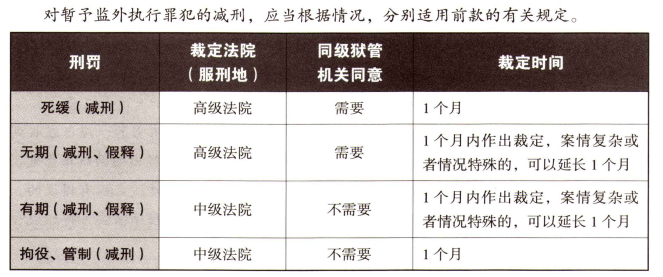 对暂予监外执行罪犯的减刑，应当根据情况，分别适用前款的有关规定。
刑罚 裁定法院（服刑地） 同级狱管机关同意 裁定时间
死缓（减刑） 高级法院 需要 1个月
无期（减刑、假释） 高级法院 需要 1个月内作出裁定，案情复杂或者情况特殊的，可以延长1个月
有期（减刑、假释） 中级法院 不需要 1个月内作出裁定，案情复杂或者情况特殊的，可以延长1个月
拘役、管制（减刑） 中级法院 不需要 1个月